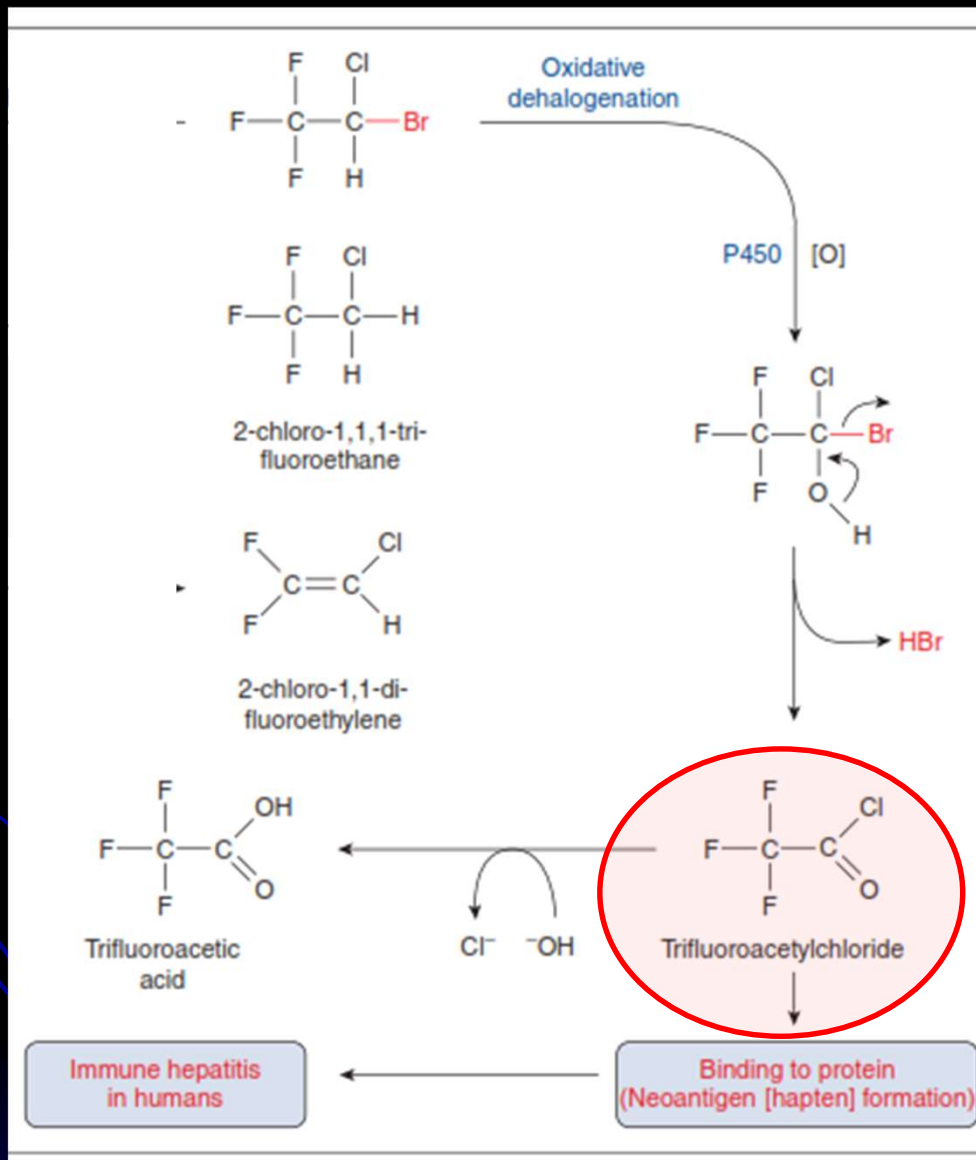 F Cl
F—C—C—Br
F H
Oxidative
dehalogenation
P450 [O]
F Cl
F—C—C—H
F H
2-chloro-1,1,1-tri-
fluoroethane
F Cl
F—C—C—Br
F O
H
F Cl
C=C
F H
2-chloro-1,1-di-
fluoroethylene
HBr
F OH
F—C—C
F O
Trifluoroacetic
acid
Cl⁻ ⁻OH
F Cl
F—C—C
F O
Trifluoroacetylchloride
Immune hepatitis
in humans
Binding to protein
(Neoantigen [hapten] formation)